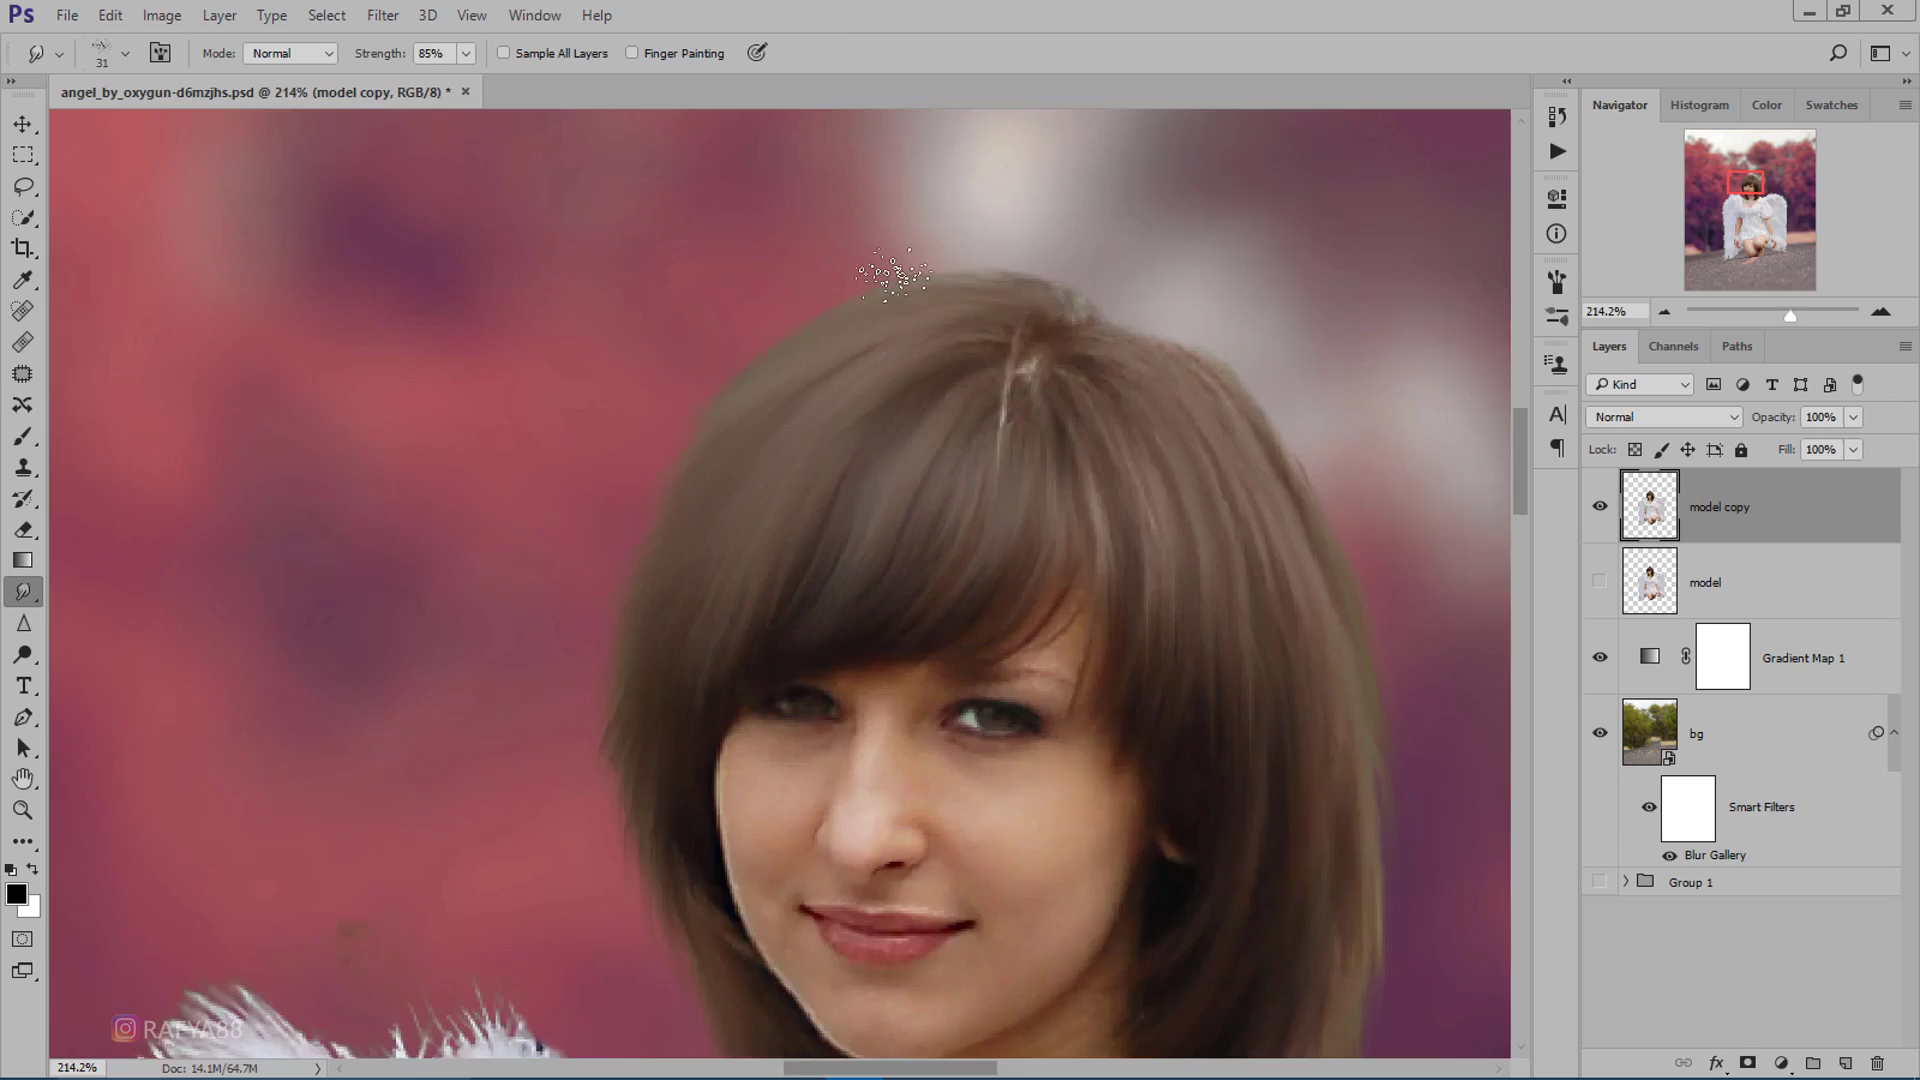 Ps File Edit Image Layer Type Select Filter 3D View Window Help
31 Mode: Normal Strength: 85% Sample All Layers Finger Painting
angel_by_oxygun-d6mzjhs.psd @ 214% (model copy, RGB/8) *
Navigator Histogram Color Swatches
214.2%
Layers Channels Paths
Kind
Normal Opacity: 100%
Lock: Fill: 100%
model copy
model
Gradient Map 1
bg
Smart Filters
Blur Gallery
Group 1
RAFYA88
214.2% Doc: 14.1M/64.7M